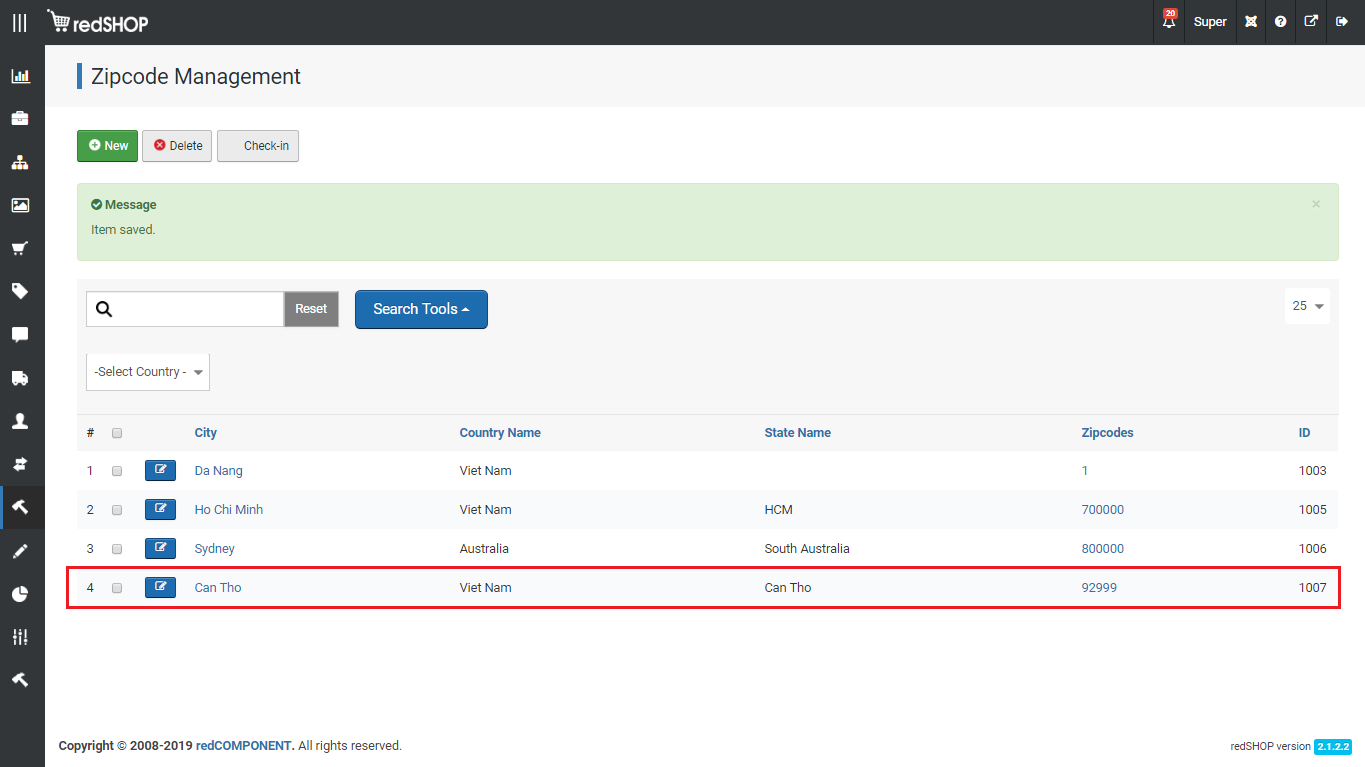 redSHOP
20
Super
Zipcode Management
New Delete Check-in
Message
×
Item saved.
Reset Search Tools 25
-Select Country -
# City Country Name State Name Zipcodes ID
1 Da Nang Viet Nam 1 1003
2 Ho Chi Minh Viet Nam HCM 700000 1005
3 Sydney Australia South Australia 800000 1006
4 Can Tho Viet Nam Can Tho 92999 1007
Copyright © 2008-2019 redCOMPONENT. All rights reserved.
redSHOP version 2.1.2.2